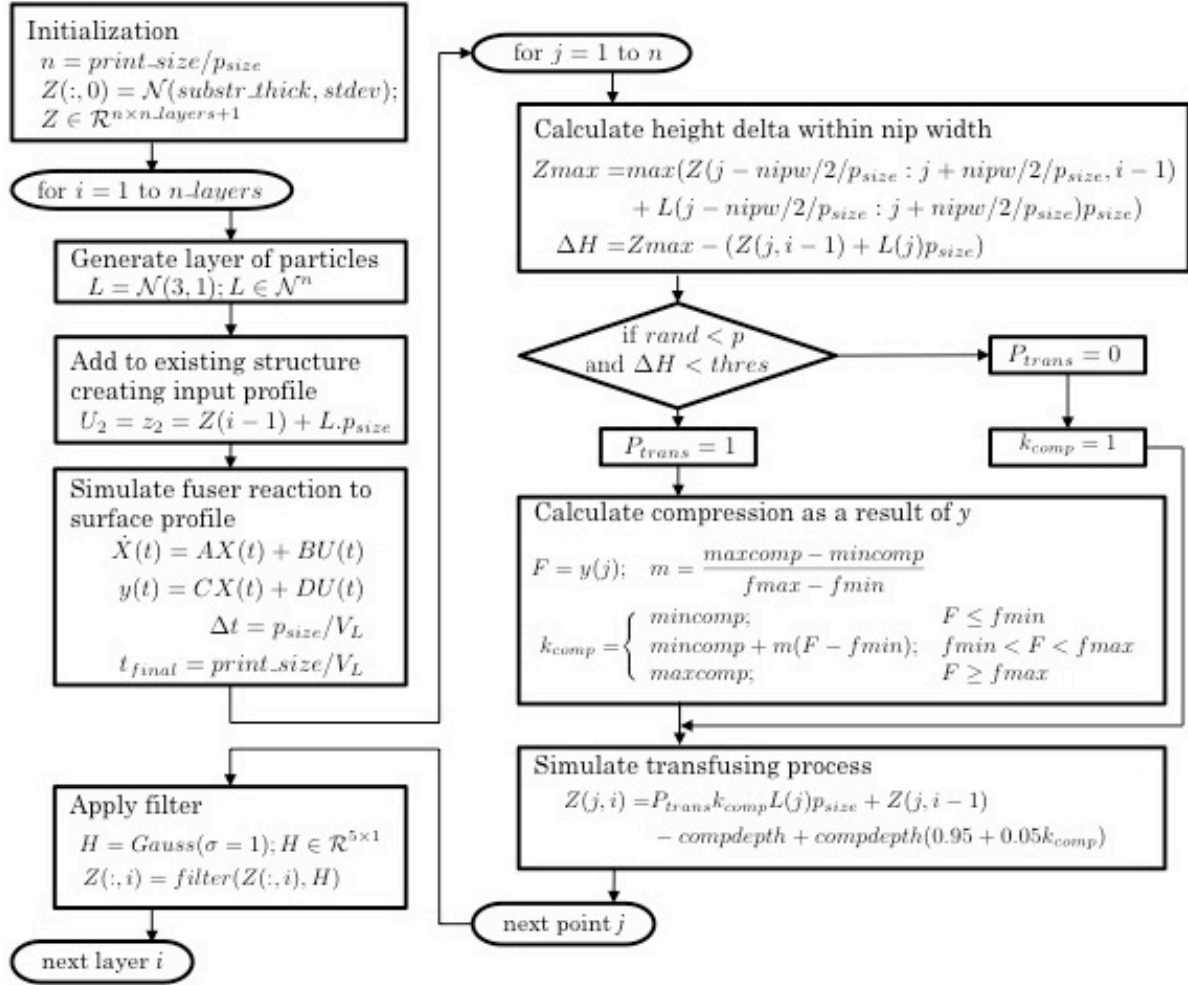 Initialization
n = print_size/p_size
Z(:,0) = N(substr_thick, stdev);
Z ∈ R^{n×n_layers+1}
for i = 1 to n_layers
Generate layer of particles
L = N(3,1); L ∈ N^n
Add to existing structure
creating input profile
U_2 = z_2 = Z(i − 1) + L.p_size
Simulate fuser reaction to
surface profile
Ẋ(t) = AX(t) + BU(t)
y(t) = CX(t) + DU(t)
Δt = p_size/V_L
t_final = print_size/V_L
for j = 1 to n
Calculate height delta within nip width
Zmax =max(Z(j − nipw/2/p_size : j + nipw/2/p_size, i − 1)
+ L(j − nipw/2/p_size : j + nipw/2/p_size)p_size)
ΔH =Zmax − (Z(j, i − 1) + L(j)p_size)
if rand < p
and ΔH < thres
P_trans = 0
k_comp = 1
P_trans = 1
Calculate compression as a result of y
F = y(j); m = (maxcomp − mincomp)/(fmax − fmin)
k_comp = { mincomp; F ≤ fmin
mincomp + m(F − fmin); fmin < F < fmax
maxcomp; F ≥ fmax
Simulate transfusing process
Z(j, i) =P_trans k_comp L(j)p_size + Z(j, i − 1)
− compdepth + compdepth(0.95 + 0.05k_comp)
next point j
Apply filter
H = Gauss(σ = 1); H ∈ R^{5×1}
Z(:, i) = filter(Z(:, i), H)
next layer i